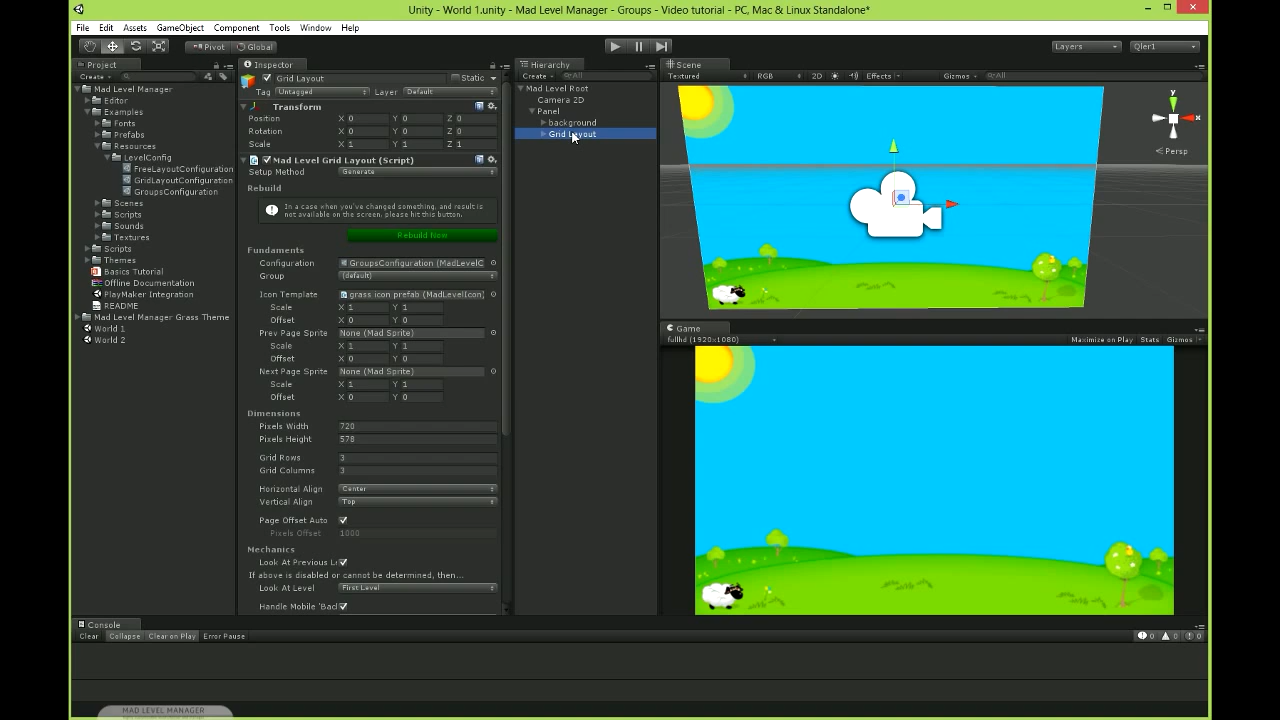 Unity - World 1.unity - Mad Level Manager - Groups - Video tutorial - PC, Mac & Linux Standalone*
File Edit Assets GameObject Component Tools Window Help
Pivot Global Layers Qler1
Project
Create
Mad Level Manager
Editor
Examples
Fonts
Prefabs
Resources
LevelConfig
FreeLayoutConfiguration
GridLayoutConfiguration
GroupsConfiguration
Scenes
Scripts
Sounds
Textures
Scripts
Themes
Basics Tutorial
Offline Documentation
PlayMaker Integration
README
Mad Level Manager Grass Theme
World 1
World 2
Inspector
Grid Layout Static
Tag Untagged Layer Default
Transform
Position X 0 Y 0 Z 0
Rotation X 0 Y 0 Z 0
Scale X 1 Y 1 Z 1
Mad Level Grid Layout (Script)
Setup Method Generate
Rebuild
In a case when you've changed something, and result is
not available on the screen, please hit this button.
Rebuild Now
Fundaments
Configuration GroupsConfiguration (MadLevelC
Group (default)
Icon Template grass icon prefab (MadLevelIcon)
Scale X 1 Y 1
Offset X 0 Y 0
Prev Page Sprite None (Mad Sprite)
Scale X 1 Y 1
Offset X 0 Y 0
Next Page Sprite None (Mad Sprite)
Scale X 1 Y 1
Offset X 0 Y 0
Dimensions
Pixels Width 720
Pixels Height 578
Grid Rows 3
Grid Columns 3
Horizontal Align Center
Vertical Align Top
Page Offset Auto
Pixels Offset 1000
Mechanics
Look At Previous L
If above is disabled or cannot be determined, then...
Look At Level First Level
Handle Mobile 'Bac
Hierarchy
Create All
Mad Level Root
Camera 2D
Panel
background
Grid Layout
Scene
Textured RGB 2D Effects Gizmos All
y
x
Persp
Game
fullhd (1920x1080) Maximize on Play Stats Gizmos
Console
Clear Collapse Clear on Play Error Pause 0 0 0
MAD LEVEL MANAGER